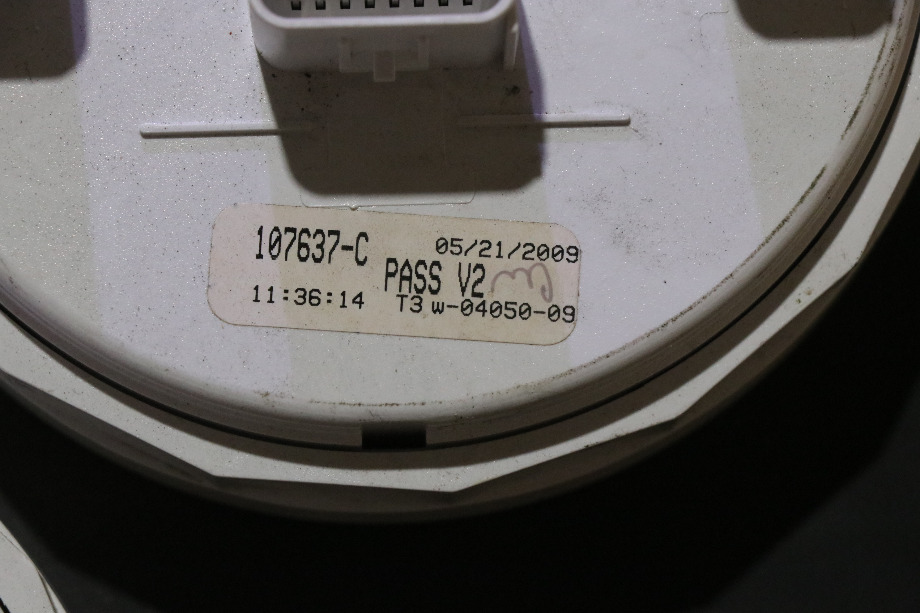 107637-C 05/21/2009
PASS V2
11:36:14 T3 W-04050-09